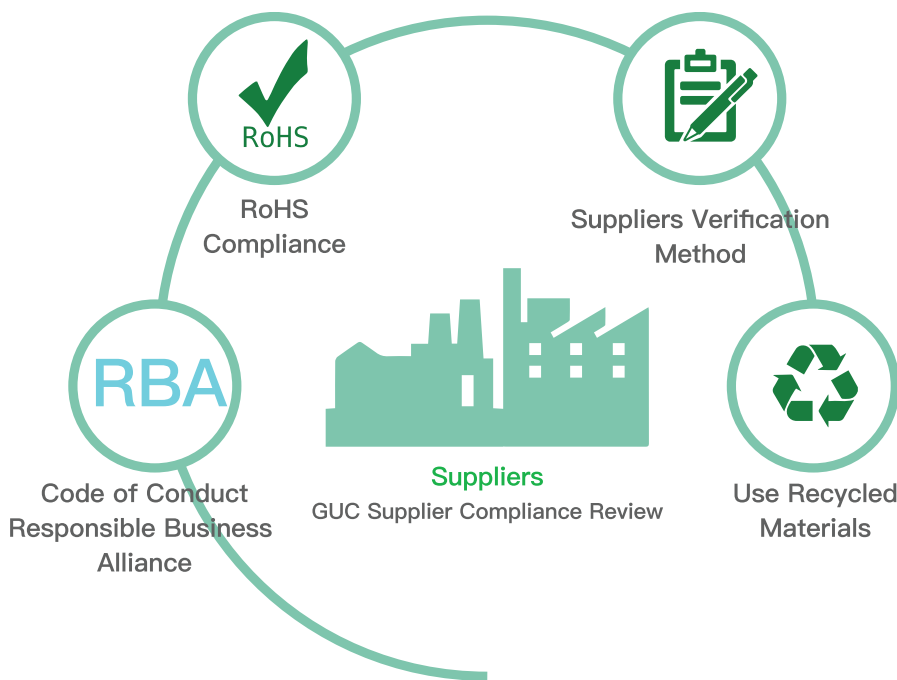 RoHS
RoHS
Compliance
Suppliers Verification
Method
RBA
Code of Conduct
Responsible Business
Alliance
Suppliers
GUC Supplier Compliance Review
Use Recycled
Materials